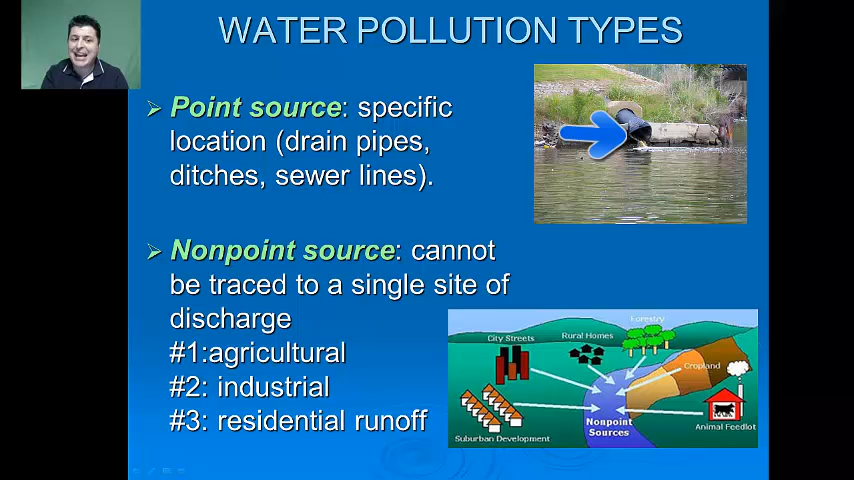 WATER POLLUTION TYPES
Point source: specific
location (drain pipes,
ditches, sewer lines).
Nonpoint source: cannot
be traced to a single site of
discharge
#1:agricultural
#2: industrial
#3: residential runoff
Forestry
City Streets
Rural Homes
Cropland
Nonpoint
Sources
Animal Feedlot
Suburban Development